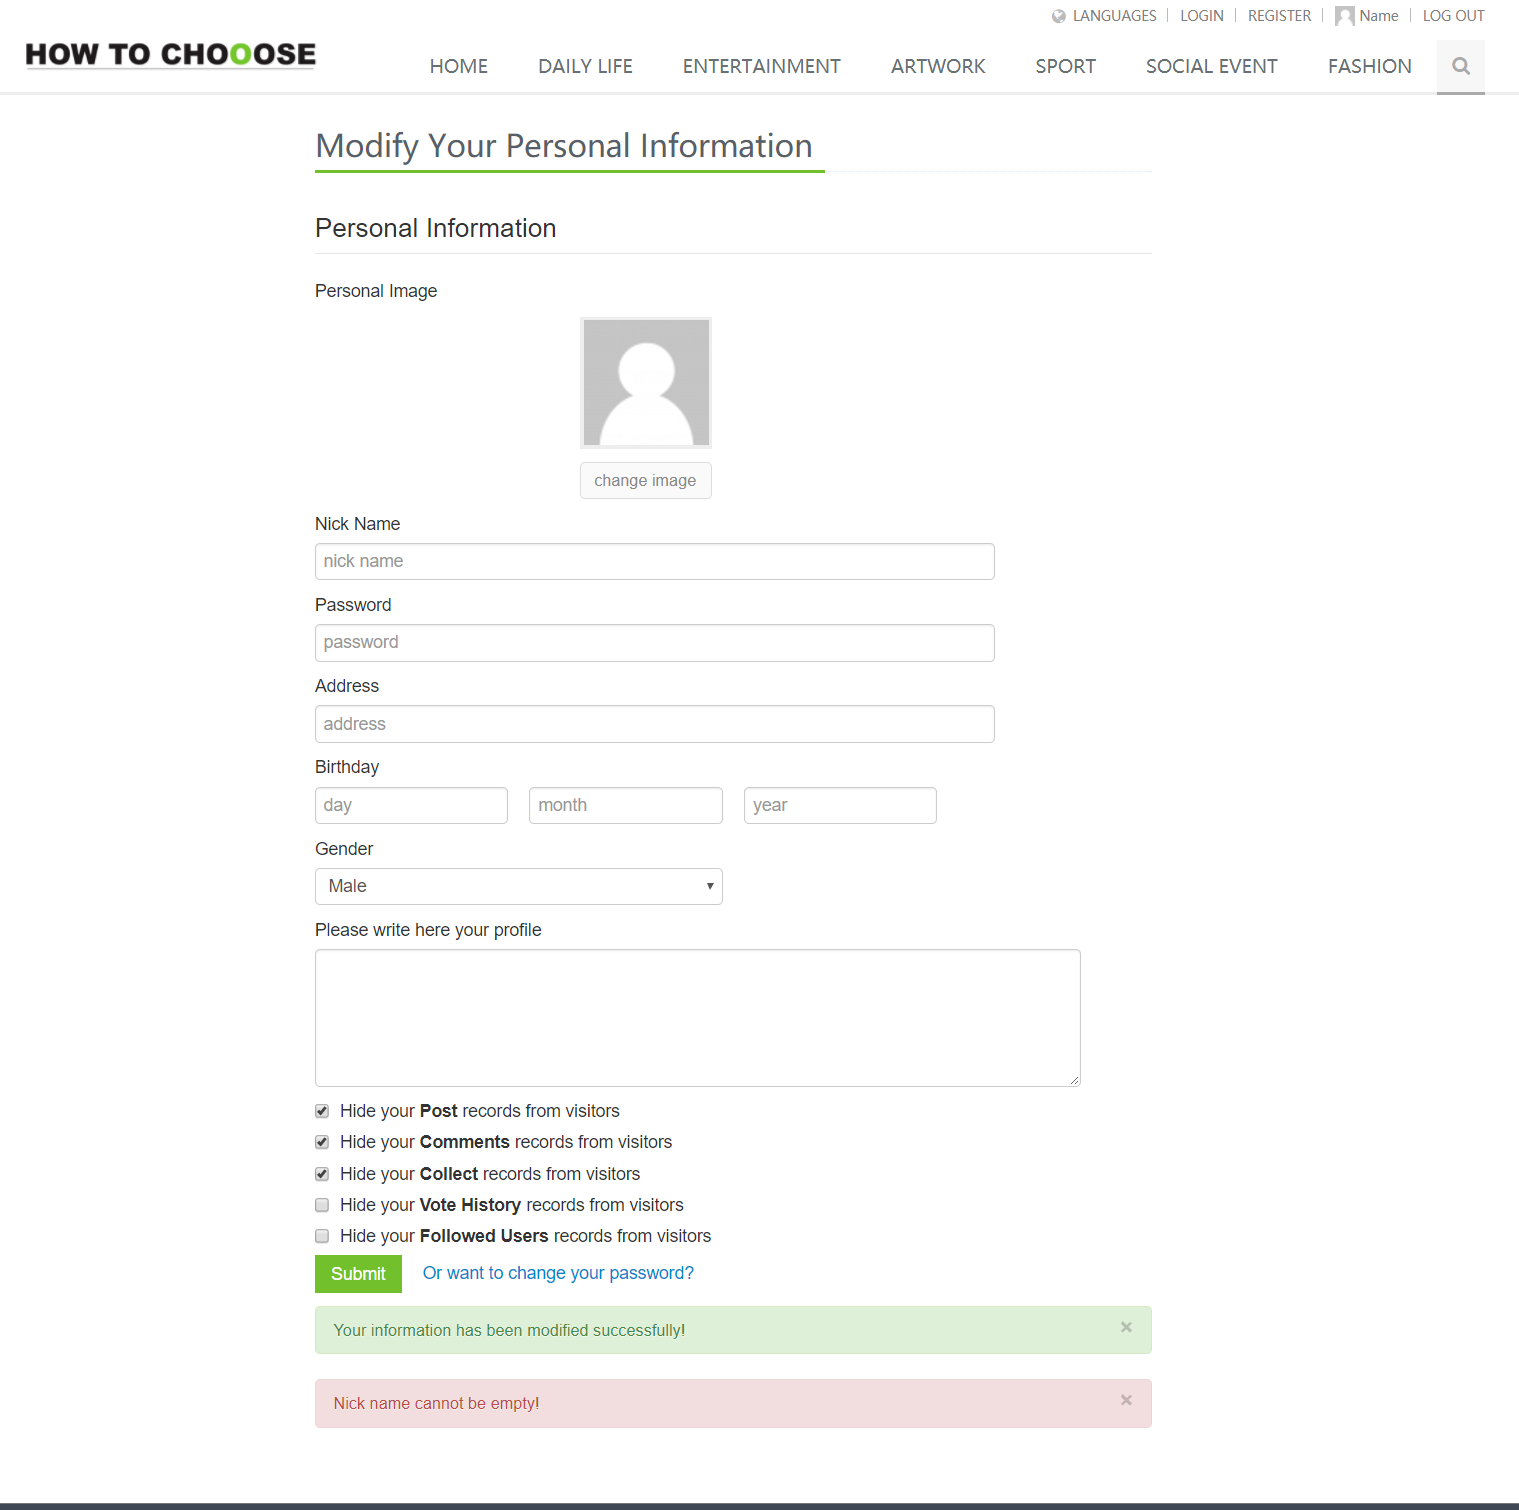 LANGUAGES LOGIN REGISTER Name LOG OUT
HOW TO CHOOOSE
HOME DAILY LIFE ENTERTAINMENT ARTWORK SPORT SOCIAL EVENT FASHION
Modify Your Personal Information
Personal Information
Personal Image
change image
Nick Name
nick name
Password
password
Address
address
Birthday
day month year
Gender
Male
Please write here your profile
Hide your Post records from visitors
Hide your Comments records from visitors
Hide your Collect records from visitors
Hide your Vote History records from visitors
Hide your Followed Users records from visitors
Submit Or want to change your password?
Your information has been modified successfully! ×
Nick name cannot be empty! ×